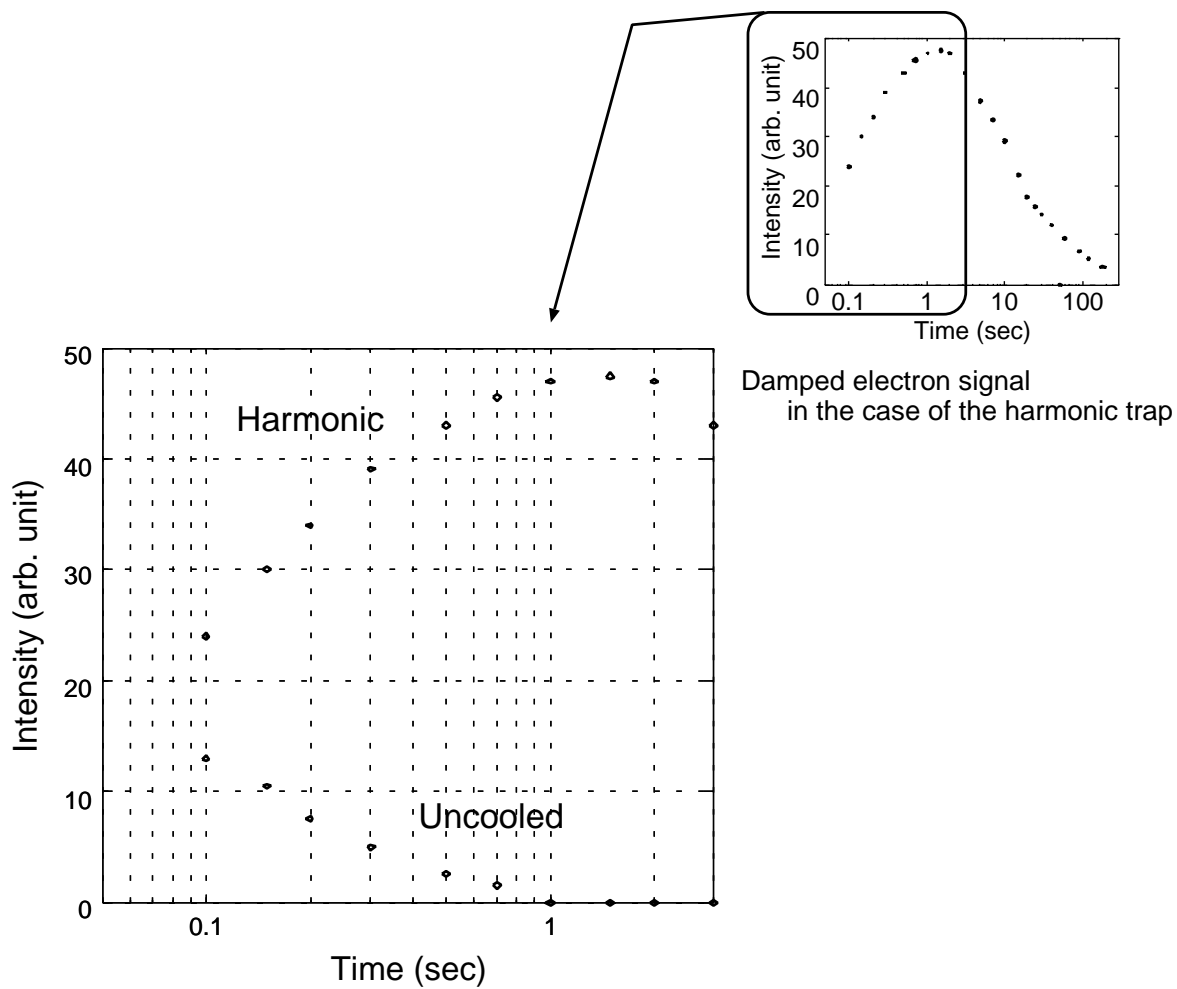 50
40
30
20
10
0
Intensity (arb. unit)
0.1 1 10 100
Time (sec)
Damped electron signal
in the case of the harmonic trap
50
40
30
20
10
0
Intensity (arb. unit)
Harmonic
Uncooled
0.1 1
Time (sec)